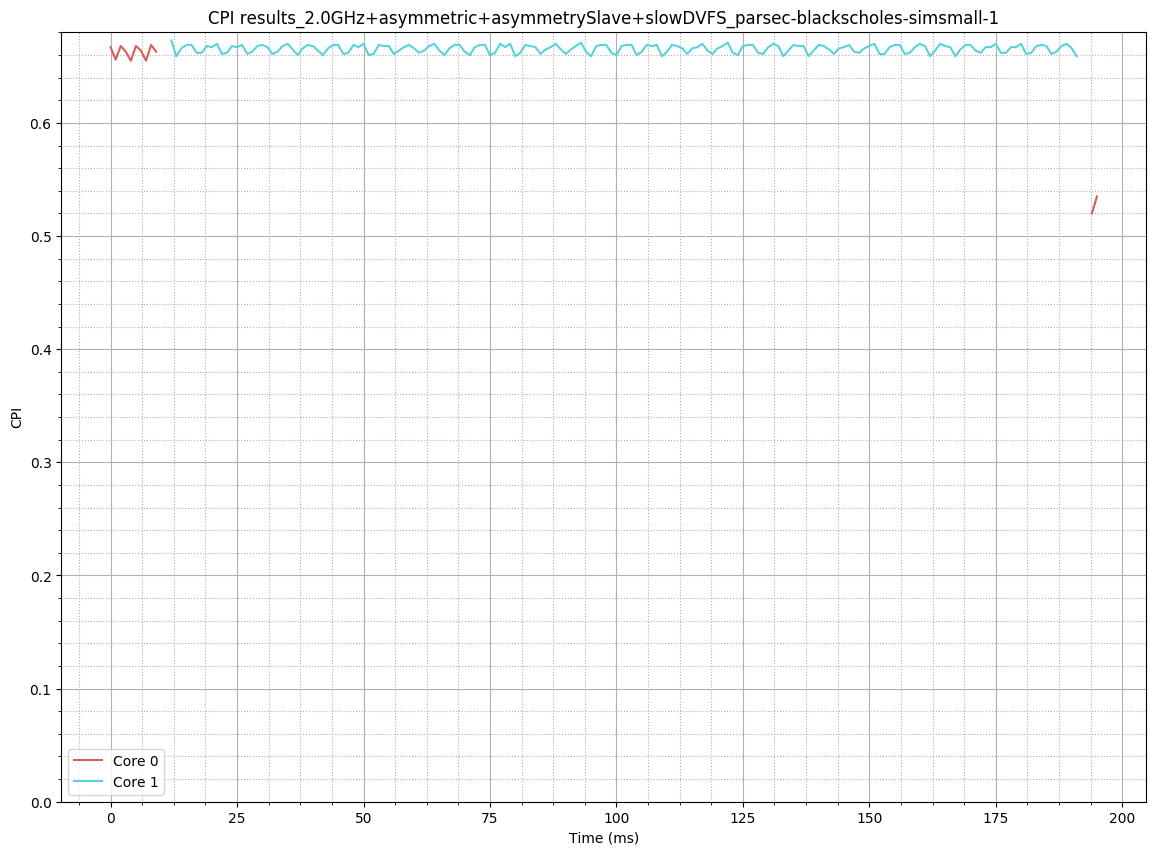 CPI results_2.0GHz+asymmetric+asymmetrySlave+slowDVFS_parsec-blackscholes-simsmall-1
CPI
0.6
0.5
0.4
0.3
0.2
0.1
0.0
Core 0
Core 1
0 25 50 75 100 125 150 175 200
Time (ms)